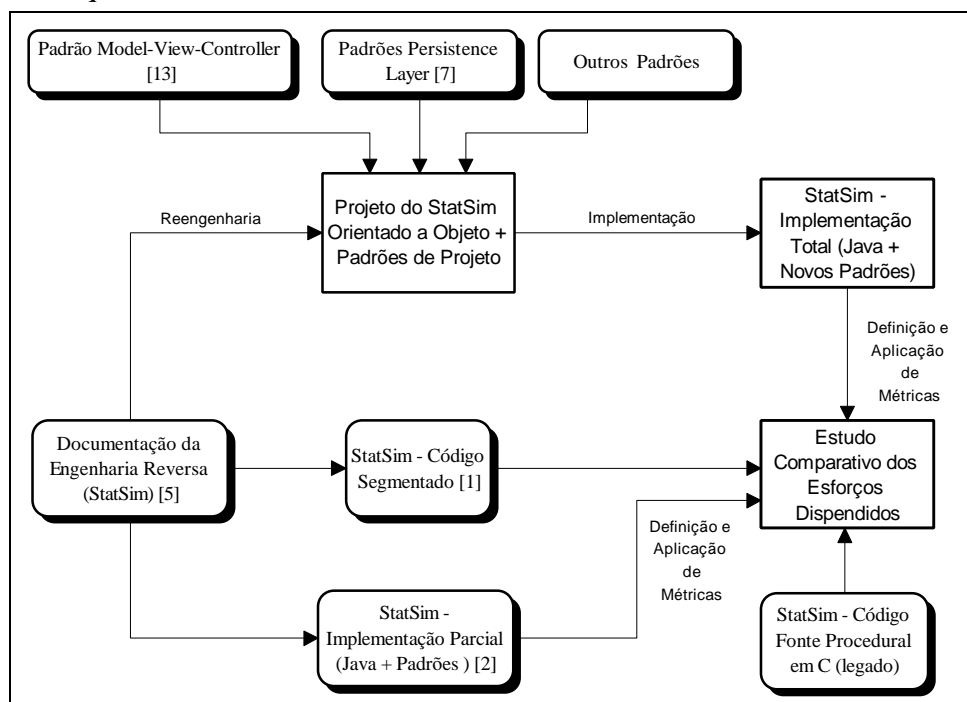 Padrão Model-View-Controller
[13]
Padrões Persistence
Layer [7]
Outros Padrões
Reengenharia
Projeto do StatSim
Orientado a Objeto +
Padrões de Projeto
Implementação
StatSim -
Implementação
Total (Java +
Novos Padrões)
Definição e
Aplicação
de
Métricas
Documentação da
Engenharia Reversa
(StatSim) [5]
StatSim - Código
Segmentado [1]
Estudo
Comparativo dos
Esforços
Dispendidos
Definição e
Aplicação
de
Métricas
StatSim -
Implementação Parcial
(Java + Padrões ) [2]
StatSim - Código
Fonte Procedural
em C (legado)